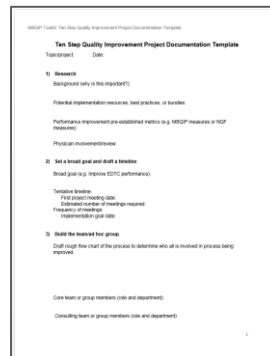 MBQIP Toolkit: Ten Step Quality Improvement Project Documentation Template
Ten Step Quality Improvement Project Documentation Template
Topic/project: Date:
1) Research
Background (why is this important?):
Potential implementation resources, best practices, or bundles:
Performance improvement pre-established metrics (e.g. MBQIP measures or NQF
measures):
Physician involvement/review:
2) Set a broad goal and draft a timeline
Broad goal (e.g. Improve EDTC performance):
Tentative timeline:
First project meeting date:
Estimated number of meetings required:
Frequency of meetings:
Implementation goal date:
3) Build the team/ad hoc group
Draft rough flow chart of the process to determine who all is involved in process being
improved.
Core team or group members (role and department):
Consulting team or group members (role and department):
1